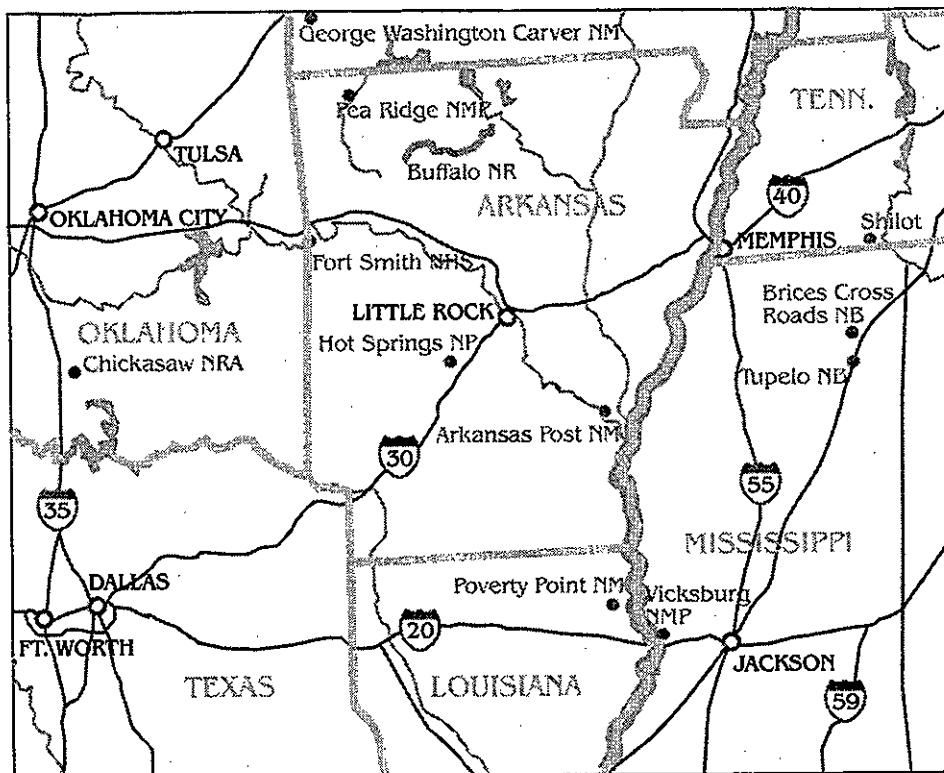 George Washington Carver NM
TENN.
Pea Ridge NMP
TULSA
Buffalo NR
ARKANSAS
40
OKLAHOMA CITY
Shilot
MEMPHIS
Fort Smith NHS
Brices Cross
Roads NB
LITTLE ROCK
OKLAHOMA
Hot Springs NP
Chickasaw NRA
Tupelo NB
Arkansas Post NM
30
55
35
MISSISSIPPI
DALLAS
Poverty Point NM
Vicksburg
NMP
20
FT. WORTH
JACKSON
TEXAS
LOUISIANA
59